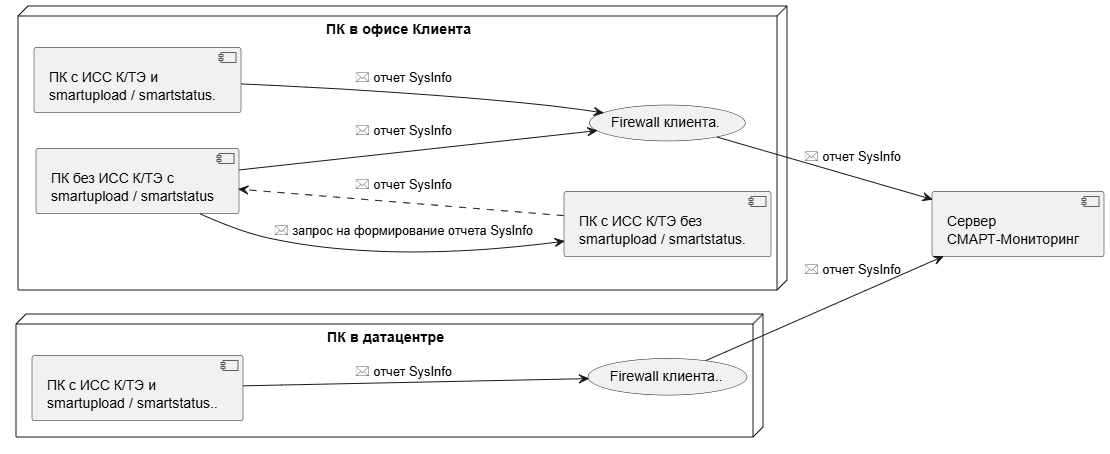 ПК в офисе Клиента
ПК с ИСС К/ТЭ и
smartupload / smartstatus.
отчет SysInfo
Firewall клиента.
отчет SysInfo
отчет SysInfo
ПК без ИСС К/ТЭ с
smartupload / smartstatus
отчет SysInfo
ПК с ИСС К/ТЭ без
smartupload / smartstatus.
запрос на формирование отчета SysInfo
Сервер
СМАРТ-Мониторинг
отчет SysInfo
ПК в датацентре
ПК с ИСС К/ТЭ и
smartupload / smartstatus..
отчет SysInfo
Firewall клиента..